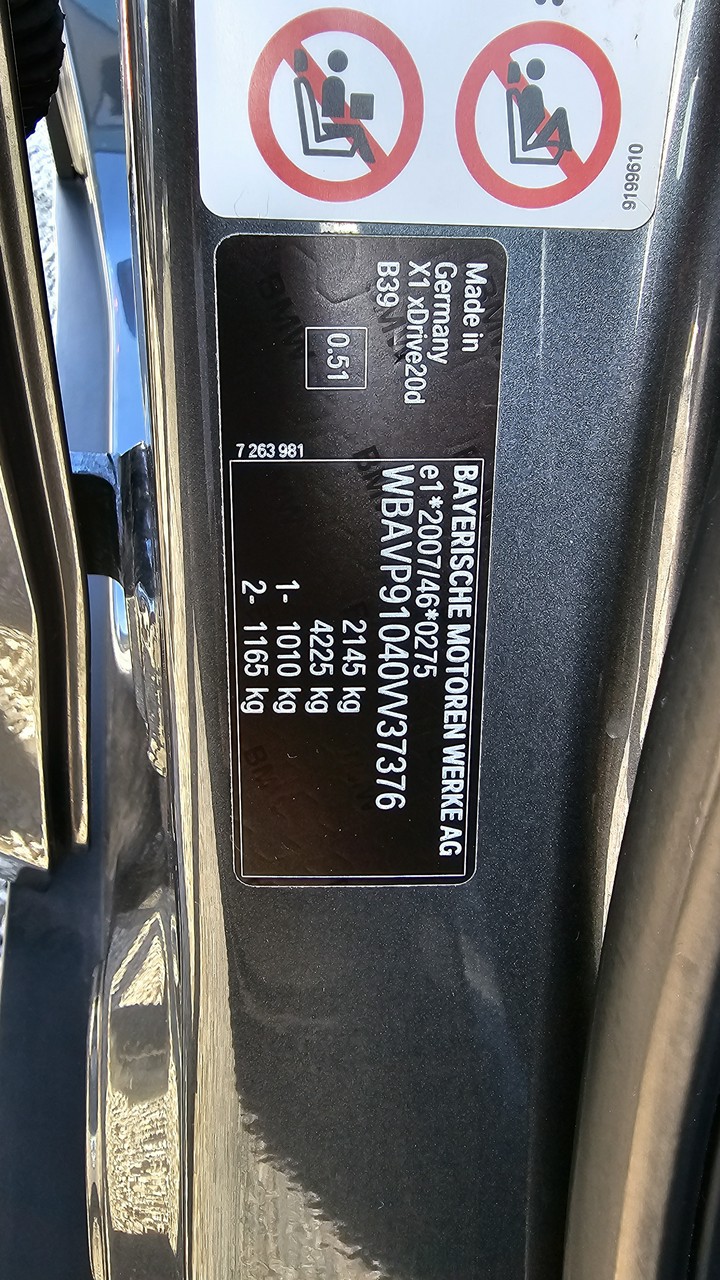 9199610
Made in
Germany
X1 xDrive20d
B39
0.51
7 263 981
BAYERISCHE MOTOREN WERKE AG
e1*2007/46*0275
WBAVP91040VV37376
2145 kg
4225 kg
1- 1010 kg
2- 1165 kg